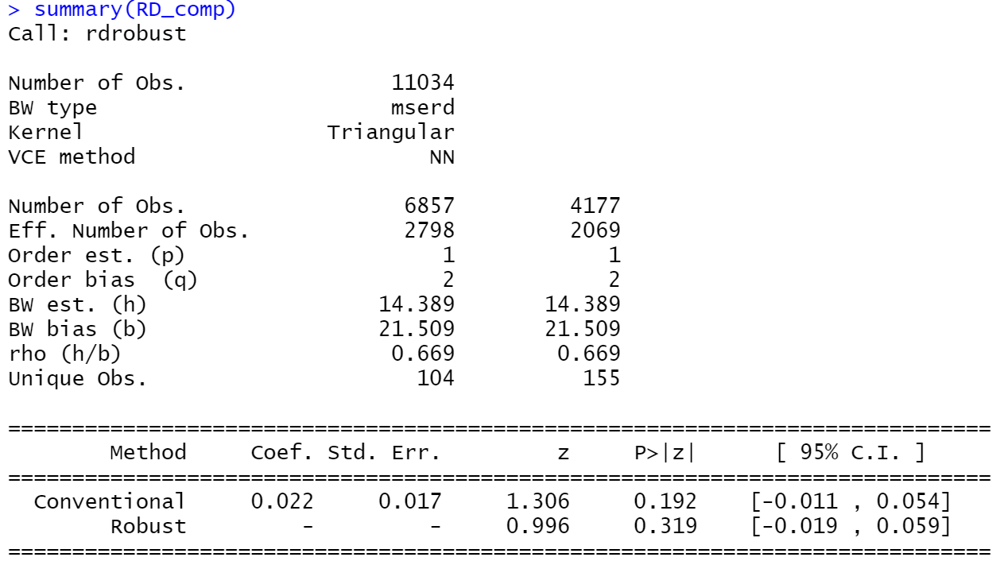 > summary(RD_comp)
Call: rdrobust
Number of Obs. 11034
BW type mserd
Kernel Triangular
VCE method NN
Number of Obs. 6857 4177
Eff. Number of Obs. 2798 2069
Order est. (p) 1 1
Order bias (q) 2 2
BW est. (h) 14.389 14.389
BW bias (b) 21.509 21.509
rho (h/b) 0.669 0.669
Unique Obs. 104 155
=============================================================================
Method Coef. Std. Err. z P>|z| [ 95% C.I. ]
=============================================================================
Conventional 0.022 0.017 1.306 0.192 [-0.011 , 0.054]
Robust - - 0.996 0.319 [-0.019 , 0.059]
=============================================================================